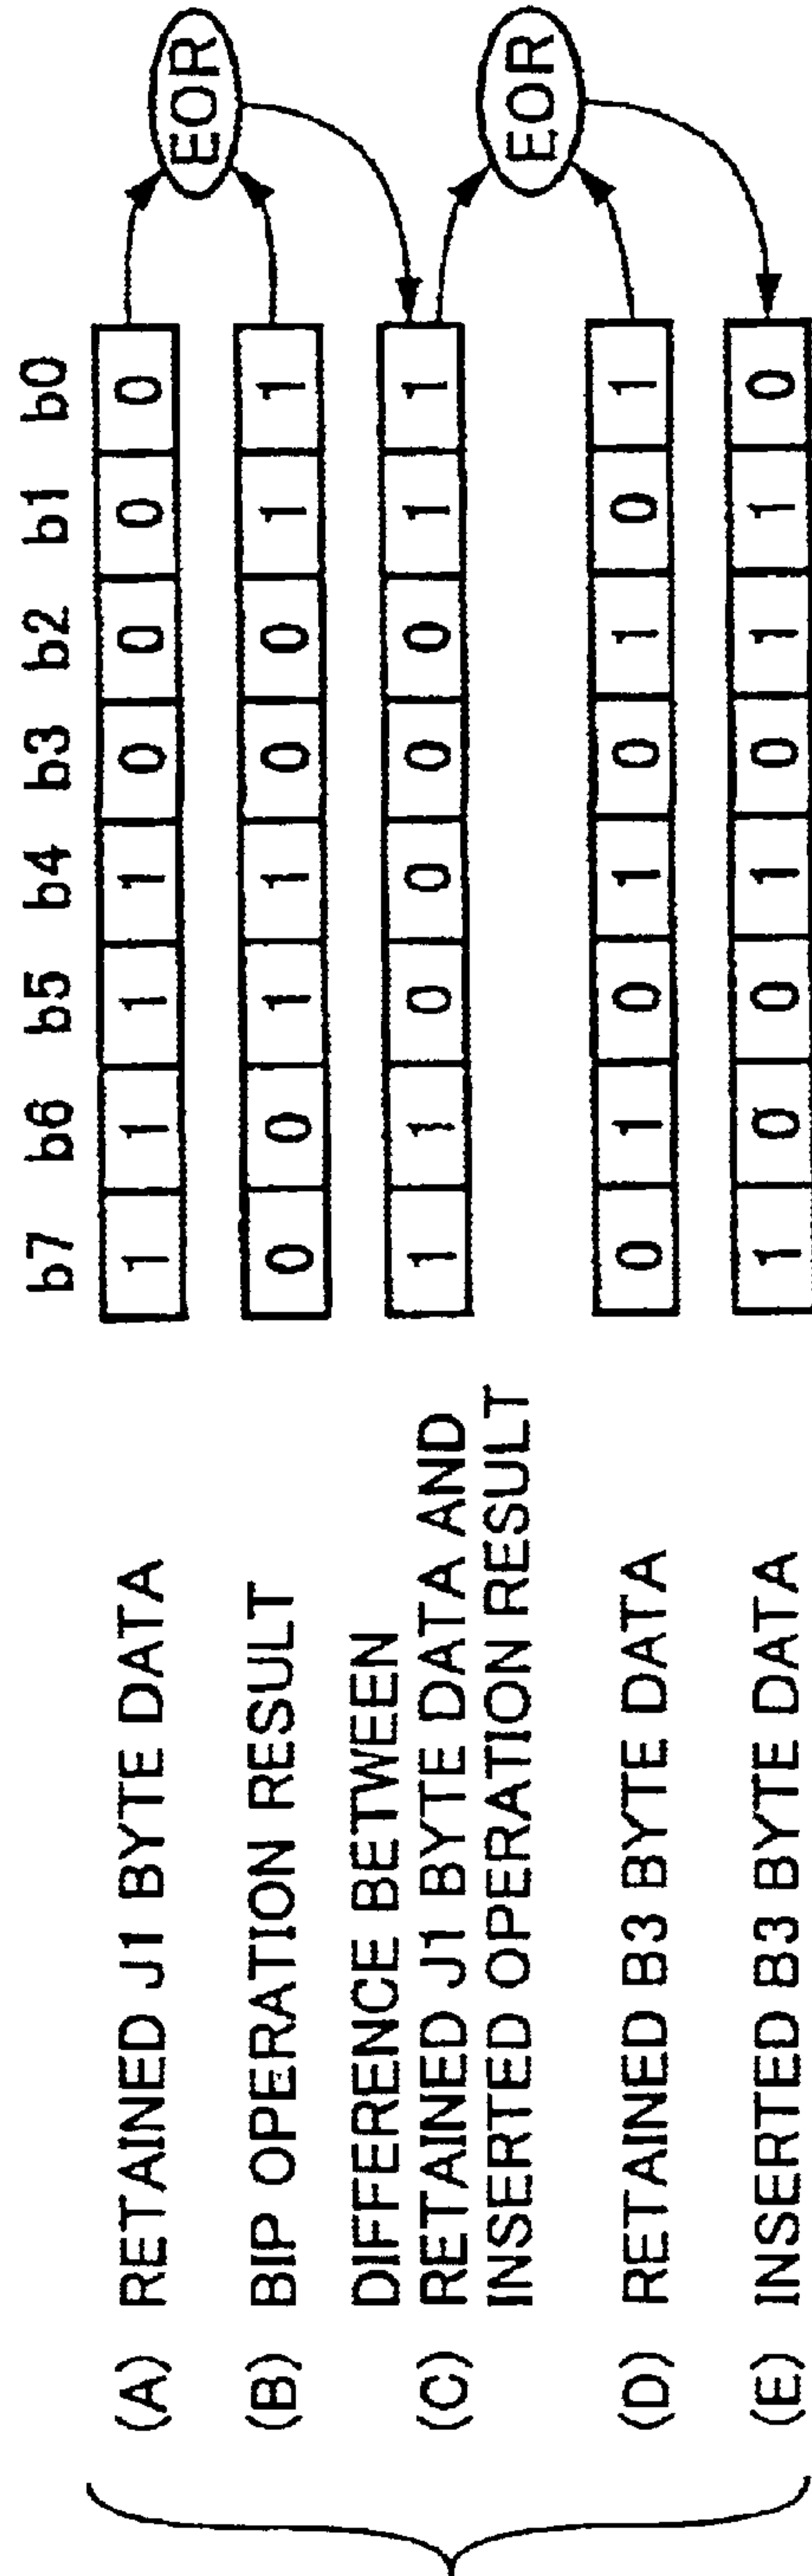 b7 b6 b5 b4 b3 b2 b1 b0
(A) RETAINED J1 BYTE DATA 1 1 1 1 0 0 0 0
EOR
(B) BIP OPERATION RESULT 0 0 1 1 0 0 1 1
DIFFERENCE BETWEEN
(C) RETAINED J1 BYTE DATA AND 1 1 0 0 0 0 1 1
INSERTED OPERATION RESULT
EOR
(D) RETAINED B3 BYTE DATA 0 1 0 1 0 1 0 1
(E) INSERTED B3 BYTE DATA 1 0 0 1 0 1 1 0